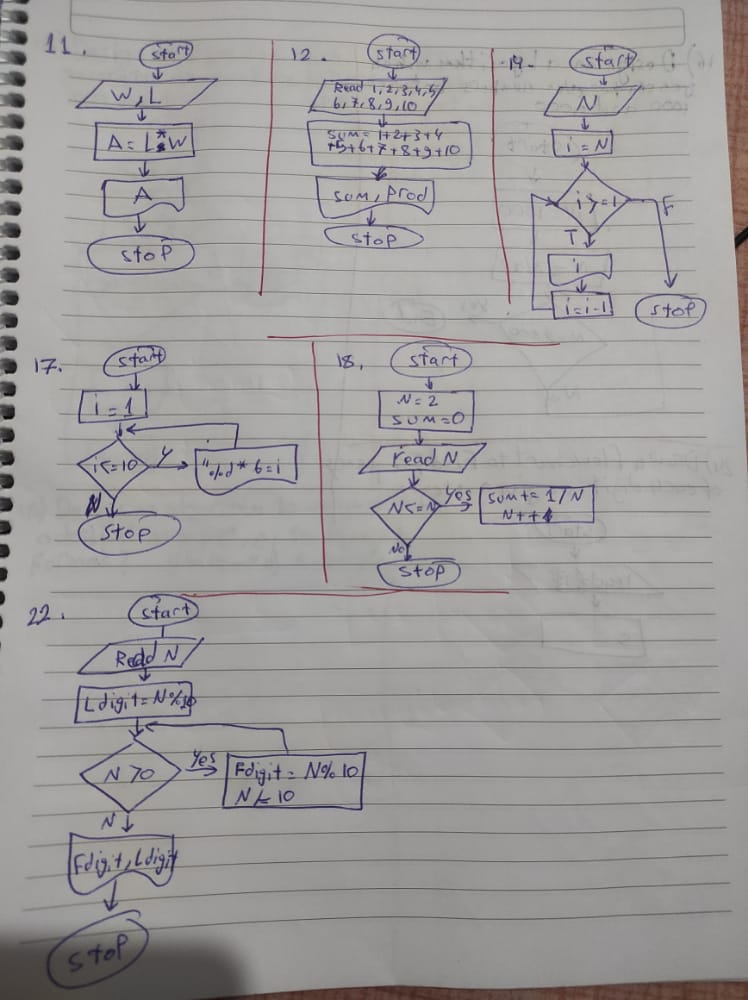 11.
start
W, L
A = L * W
A
stop
12.
start
Read 1,2,3,4,5
6,7,8,9,10
sum = 1+2+3+4
+5+6+7+8+9+10
sum, prod
stop
19.
start
N
i = N
i >= 1
F
T
i
i = i-1
stop
17.
start
i = 1
i <= 10
Y
N
stop
18.
start
N = 2
sum = 0
read N
N <= N
Yes
sum += 1/N
No
stop
22.
start
Read N
Ldigit = N%10
N > 0
Yes
Fdigit = N% 10
N /= 10
N
Fdigit, Ldigit
stop